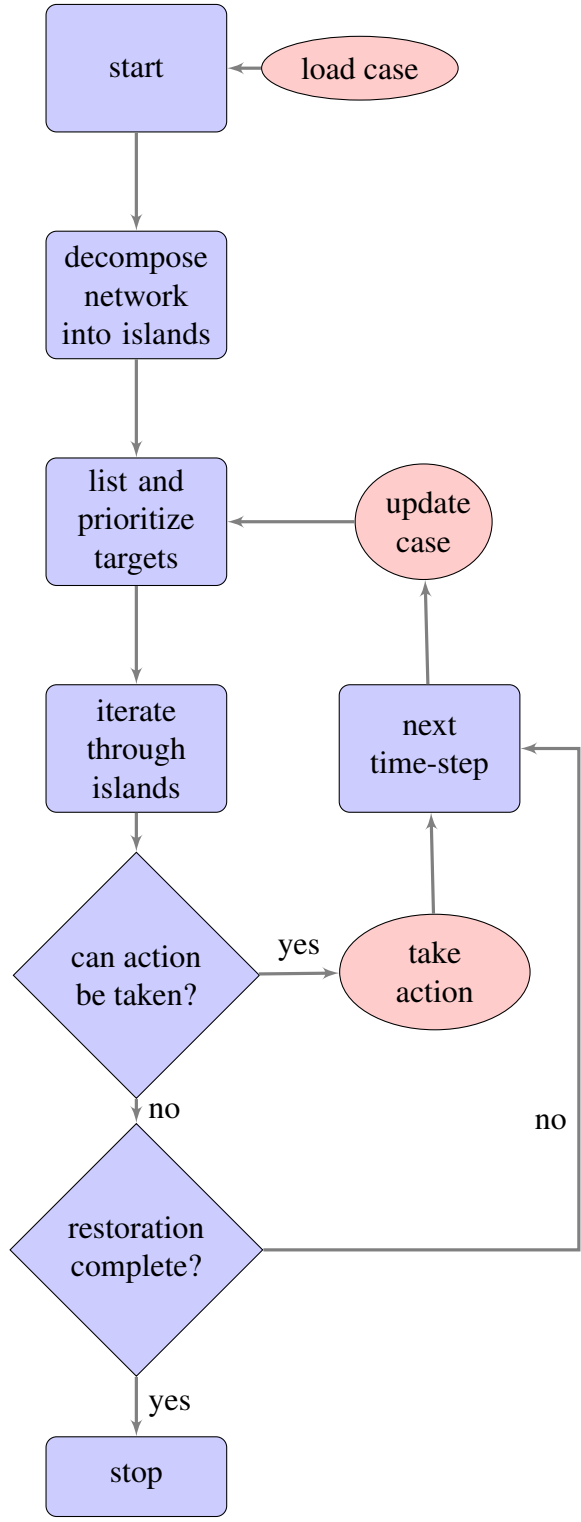 start
load case
decompose
network
into islands
list and
prioritize
targets
update
case
iterate
through
islands
next
time-step
can action
be taken?
yes
take
action
no
no
restoration
complete?
yes
stop